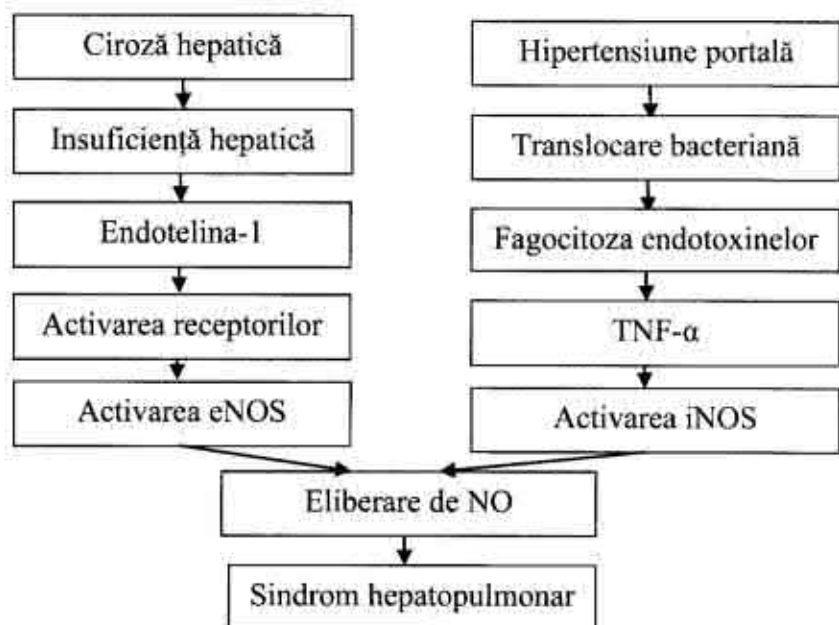 Ciroză hepatică
Insuficiență hepatică
Endotelina-1
Activarea receptorilor
Activarea eNOS
Hipertensiune portală
Translocare bacteriană
Fagocitoza endotoxinelor
TNF-α
Activarea iNOS
Eliberare de NO
Sindrom hepatopulmonar